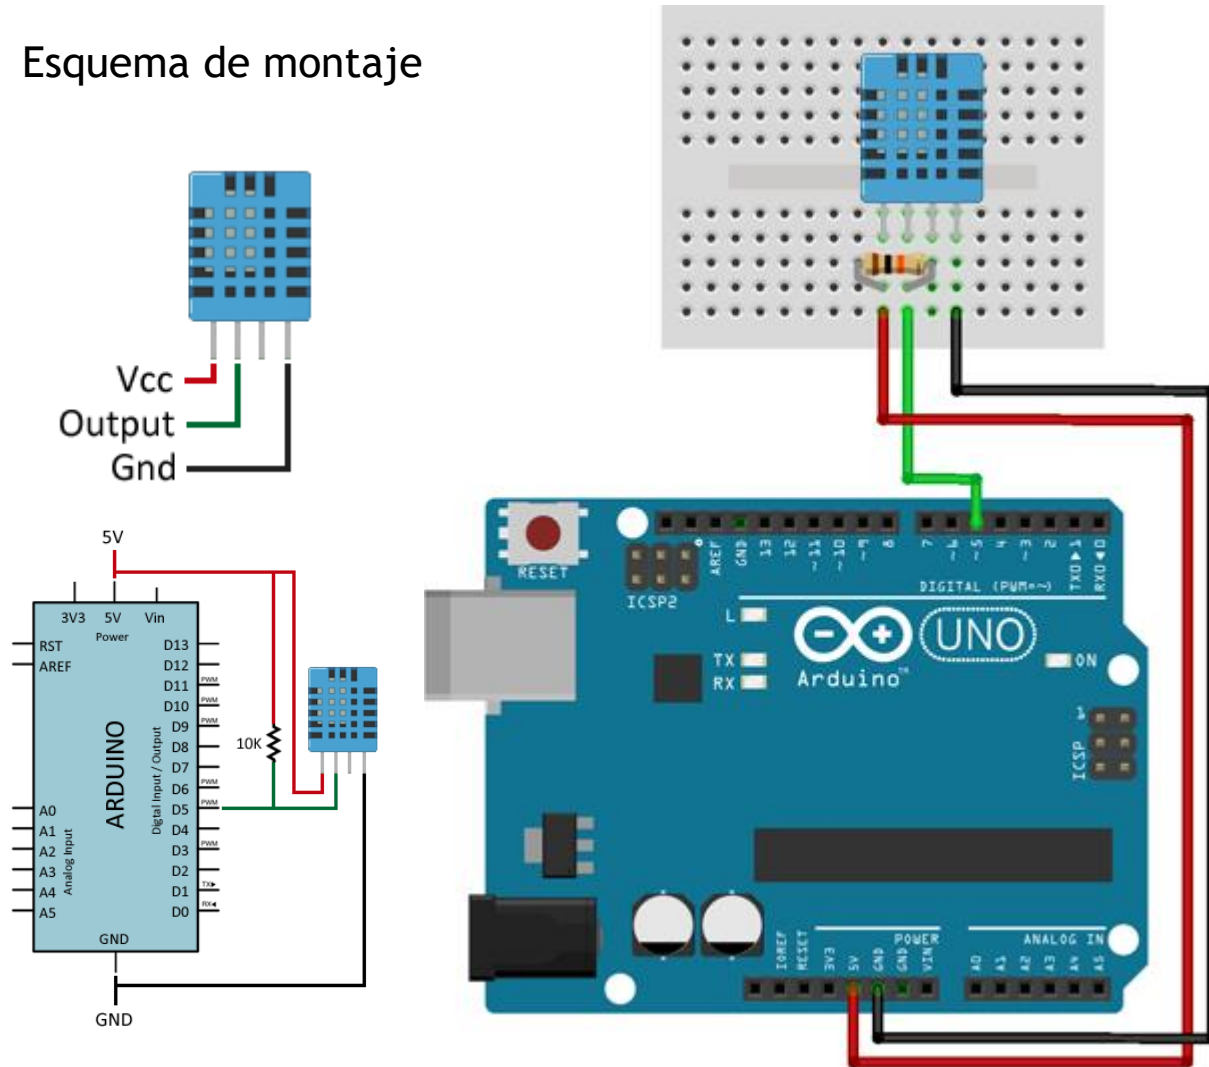 Esquema de montaje
Vcc
Output
Gnd
5V
3V3 5V Vin
Power
RST
AREF
D13
D12
PWM
D11
PWM
D10
PWM
D9
D8
D7
PWM
D6
PWM
D5
D4
PWM
D3
D2
TX▶
D1
RX◀
D0
ARDUINO
Digtal Input / Output
A0
A1
A2
A3
A4
A5
Analog Input
10K
GND
GND
RESET
ICSP2
AREF
GND
13
12
~11
~10
~9
8
7
~6
~5
4
~3
2
TX0▶1
RX0◀0
DIGITAL (PWM=~)
L
TX
RX
UNO
Arduino™
ON
1
ICSP
IOREF
RESET
3V3
5V
GND
GND
VIN
POWER
ANALOG IN
A0
A1
A2
A3
A4
A5